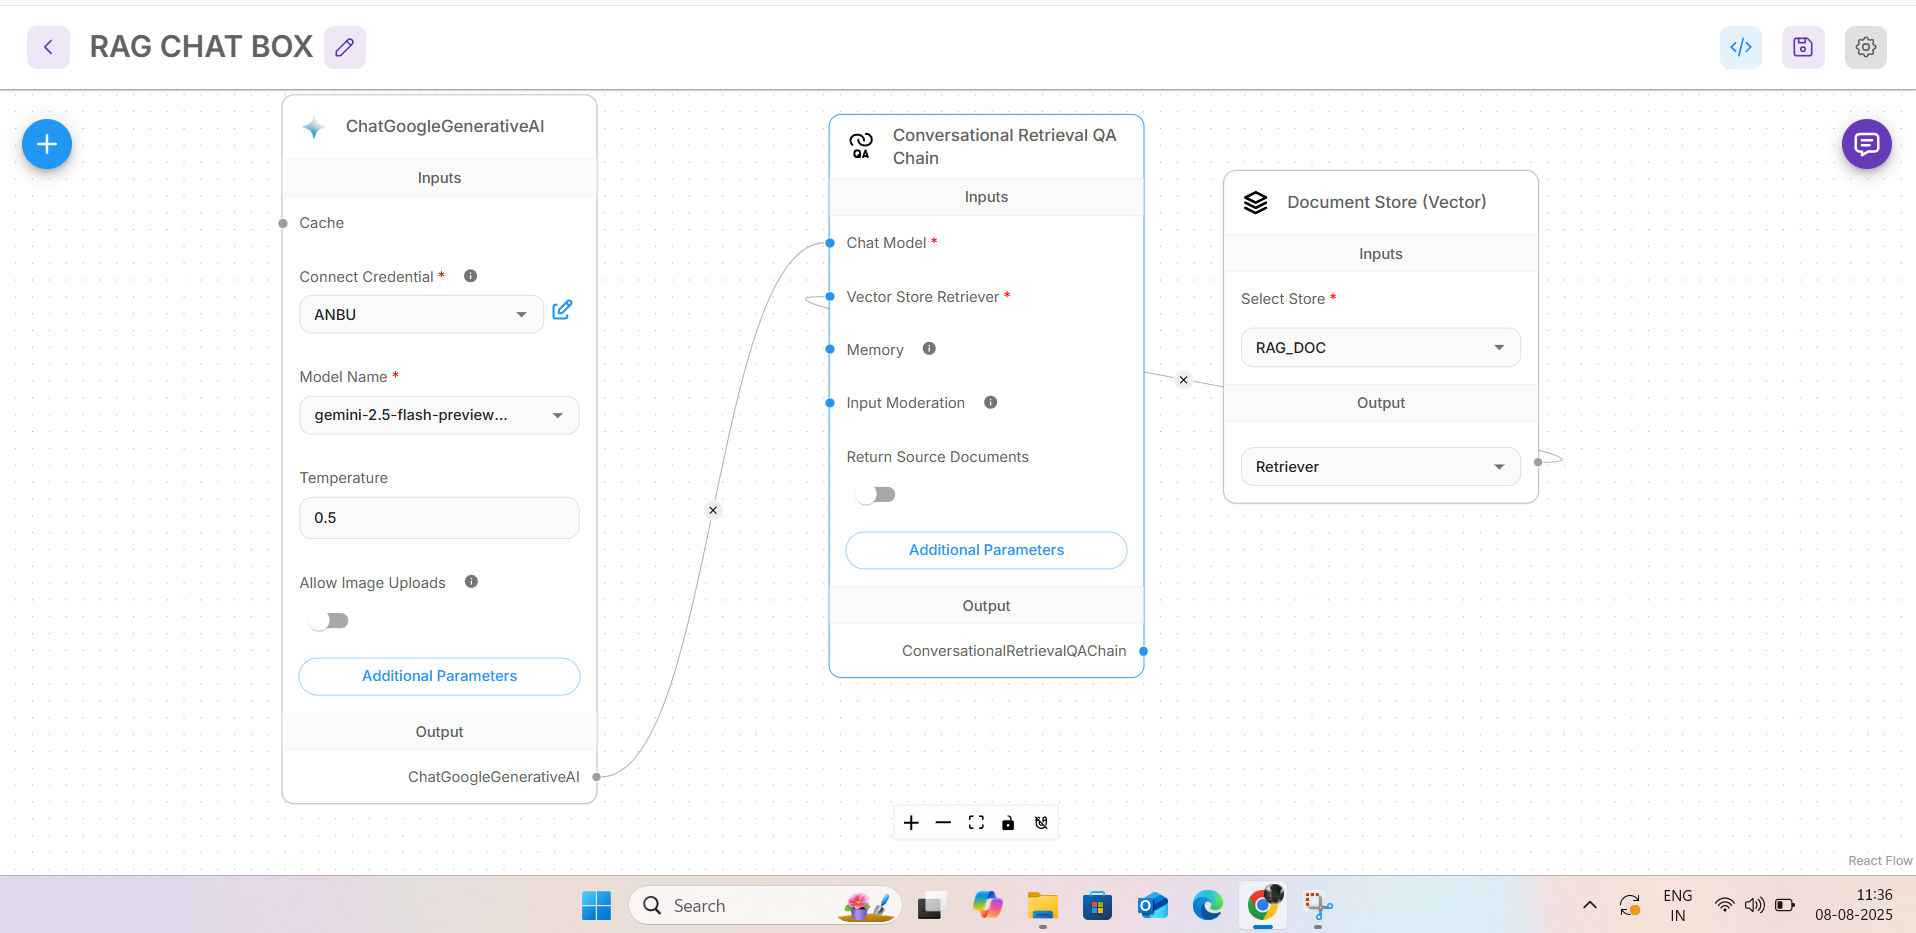 RAG CHAT BOX
ChatGoogleGenerativeAI
Inputs
Cache
Connect Credential *
ANBU
Model Name *
gemini-2.5-flash-preview...
Temperature
0.5
Allow Image Uploads
Additional Parameters
Output
ChatGoogleGenerativeAI
QA
Conversational Retrieval QA
Chain
Inputs
Chat Model *
Vector Store Retriever *
Memory
Input Moderation
Return Source Documents
Additional Parameters
Output
ConversationalRetrievalQAChain
Document Store (Vector)
Inputs
Select Store *
RAG_DOC
Output
Retriever
React Flow
Search
ENG
IN
11:36
08-08-2025